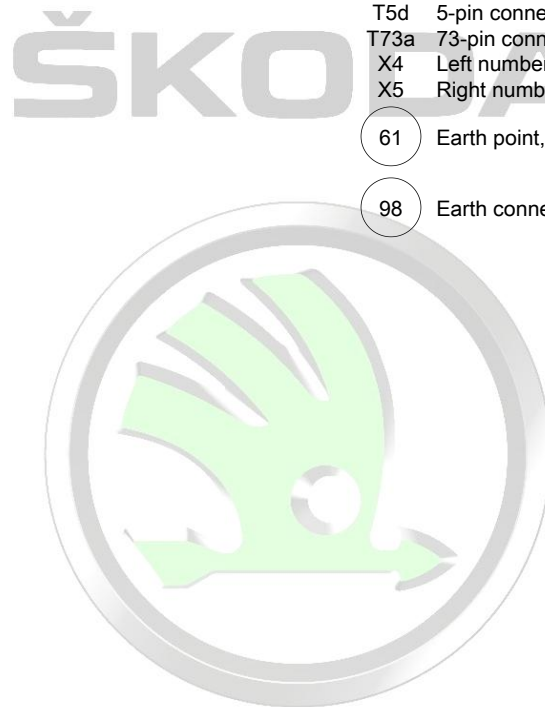 T5d 5-pin conne
T73a 73-pin conn
ŠKODA
X4 Left number
X5 Right numb
61 Earth point,
98 Earth conne